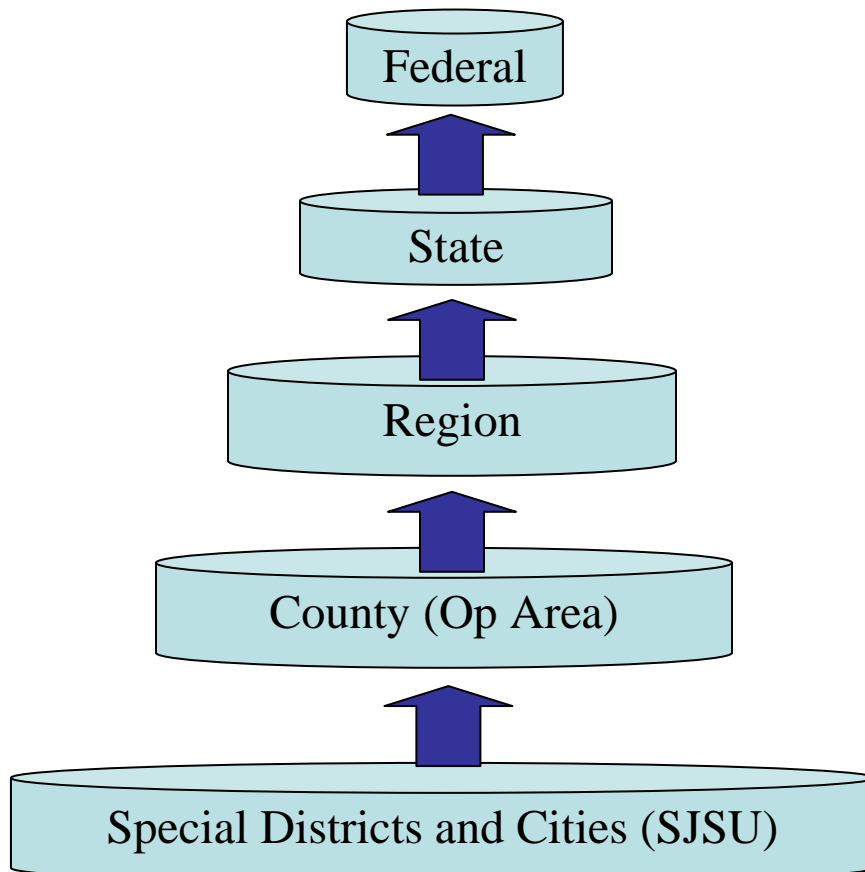 Federal
State
Region
County (Op Area)
Special Districts and Cities (SJSU)